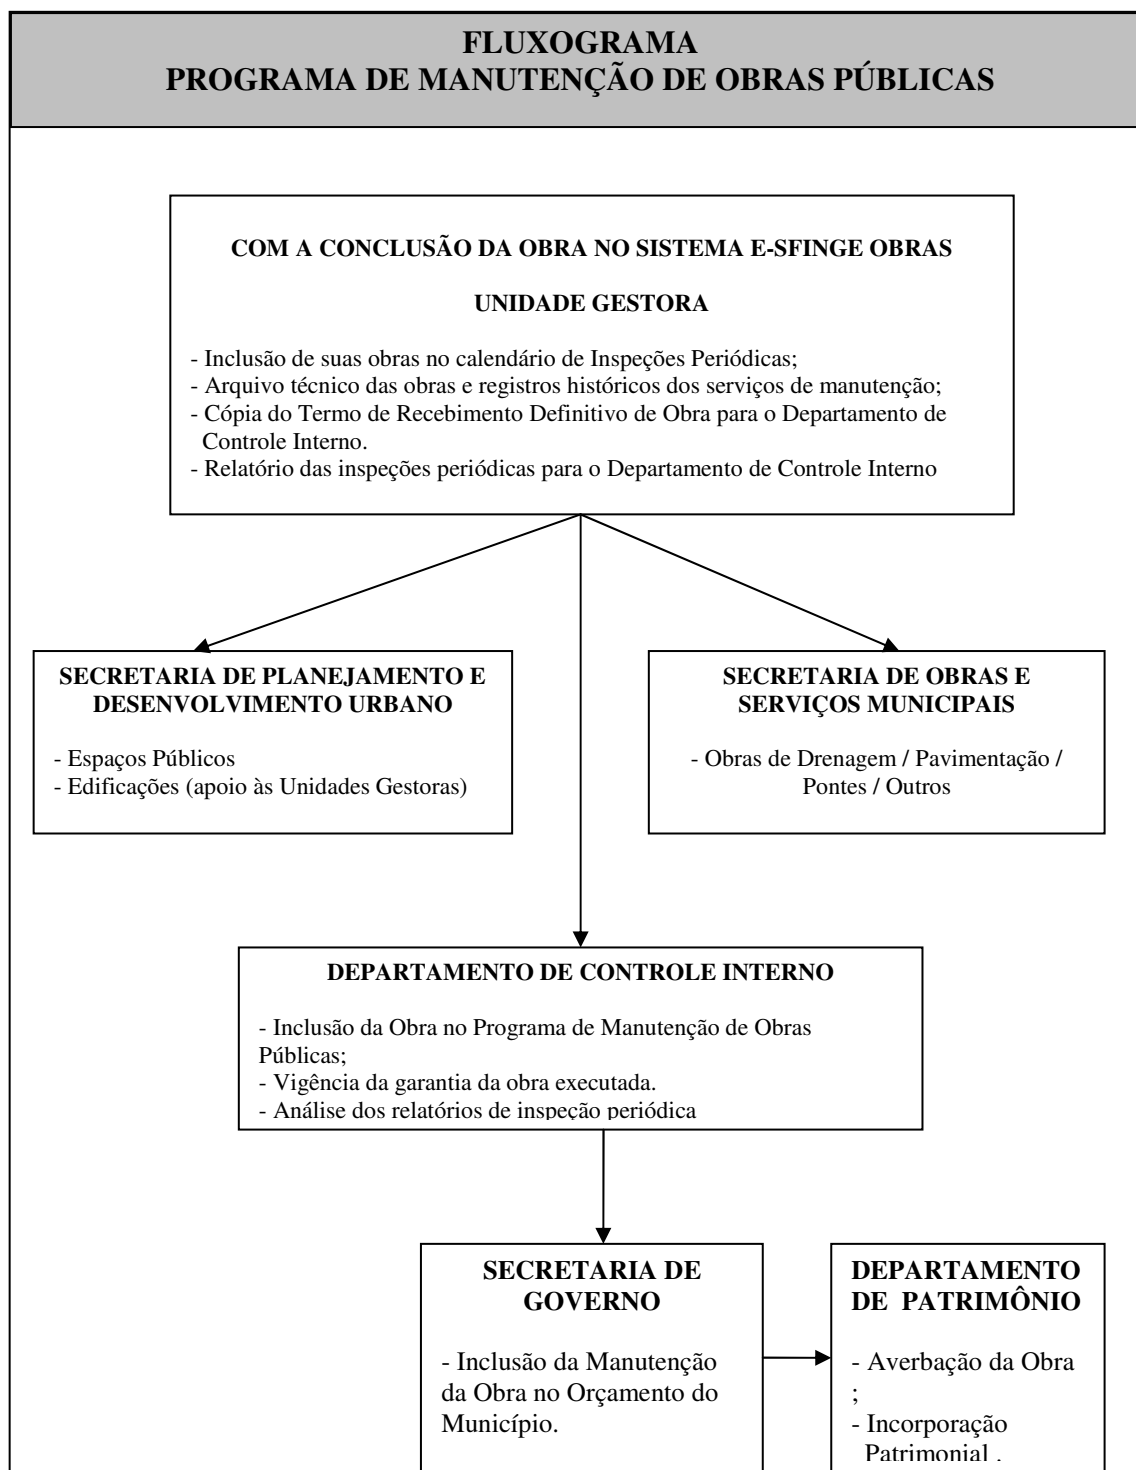 FLUXOGRAMA
PROGRAMA DE MANUTENÇÃO DE OBRAS PÚBLICAS
COM A CONCLUSÃO DA OBRA NO SISTEMA E-SFINGE OBRAS
UNIDADE GESTORA
- Inclusão de suas obras no calendário de Inspeções Periódicas;
- Arquivo técnico das obras e registros históricos dos serviços de manutenção;
- Cópia do Termo de Recebimento Definitivo de Obra para o Departamento de
Controle Interno.
- Relatório das inspeções periódicas para o Departamento de Controle Interno
SECRETARIA DE PLANEJAMENTO E
DESENVOLVIMENTO URBANO
- Espaços Públicos
- Edificações (apoio às Unidades Gestoras)
SECRETARIA DE OBRAS E
SERVIÇOS MUNICIPAIS
- Obras de Drenagem / Pavimentação /
Pontes / Outros
DEPARTAMENTO DE CONTROLE INTERNO
- Inclusão da Obra no Programa de Manutenção de Obras
Públicas;
- Vigência da garantia da obra executada.
- Análise dos relatórios de inspeção periódica
SECRETARIA DE
GOVERNO
- Inclusão da Manutenção
da Obra no Orçamento do
Município.
DEPARTAMENTO
DE PATRIMÔNIO
- Averbação da Obra
;
- Incorporação
Patrimonial .